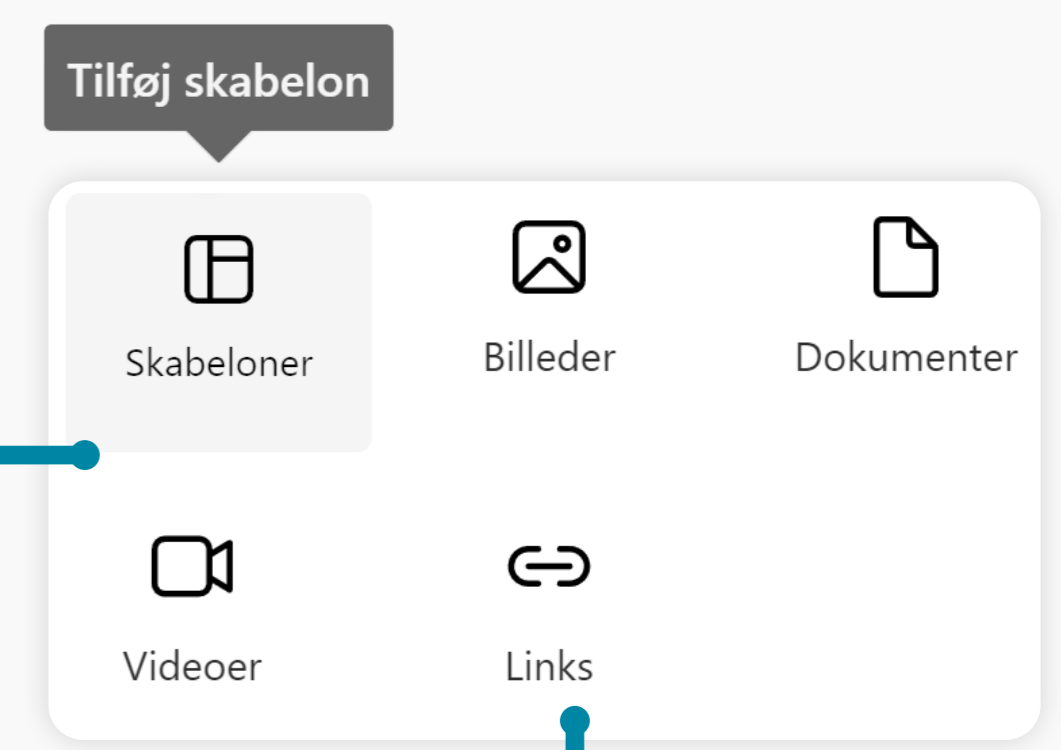 Tilføj skabelon
Skabeloner
Billeder
Dokumenter
Videoer
Links